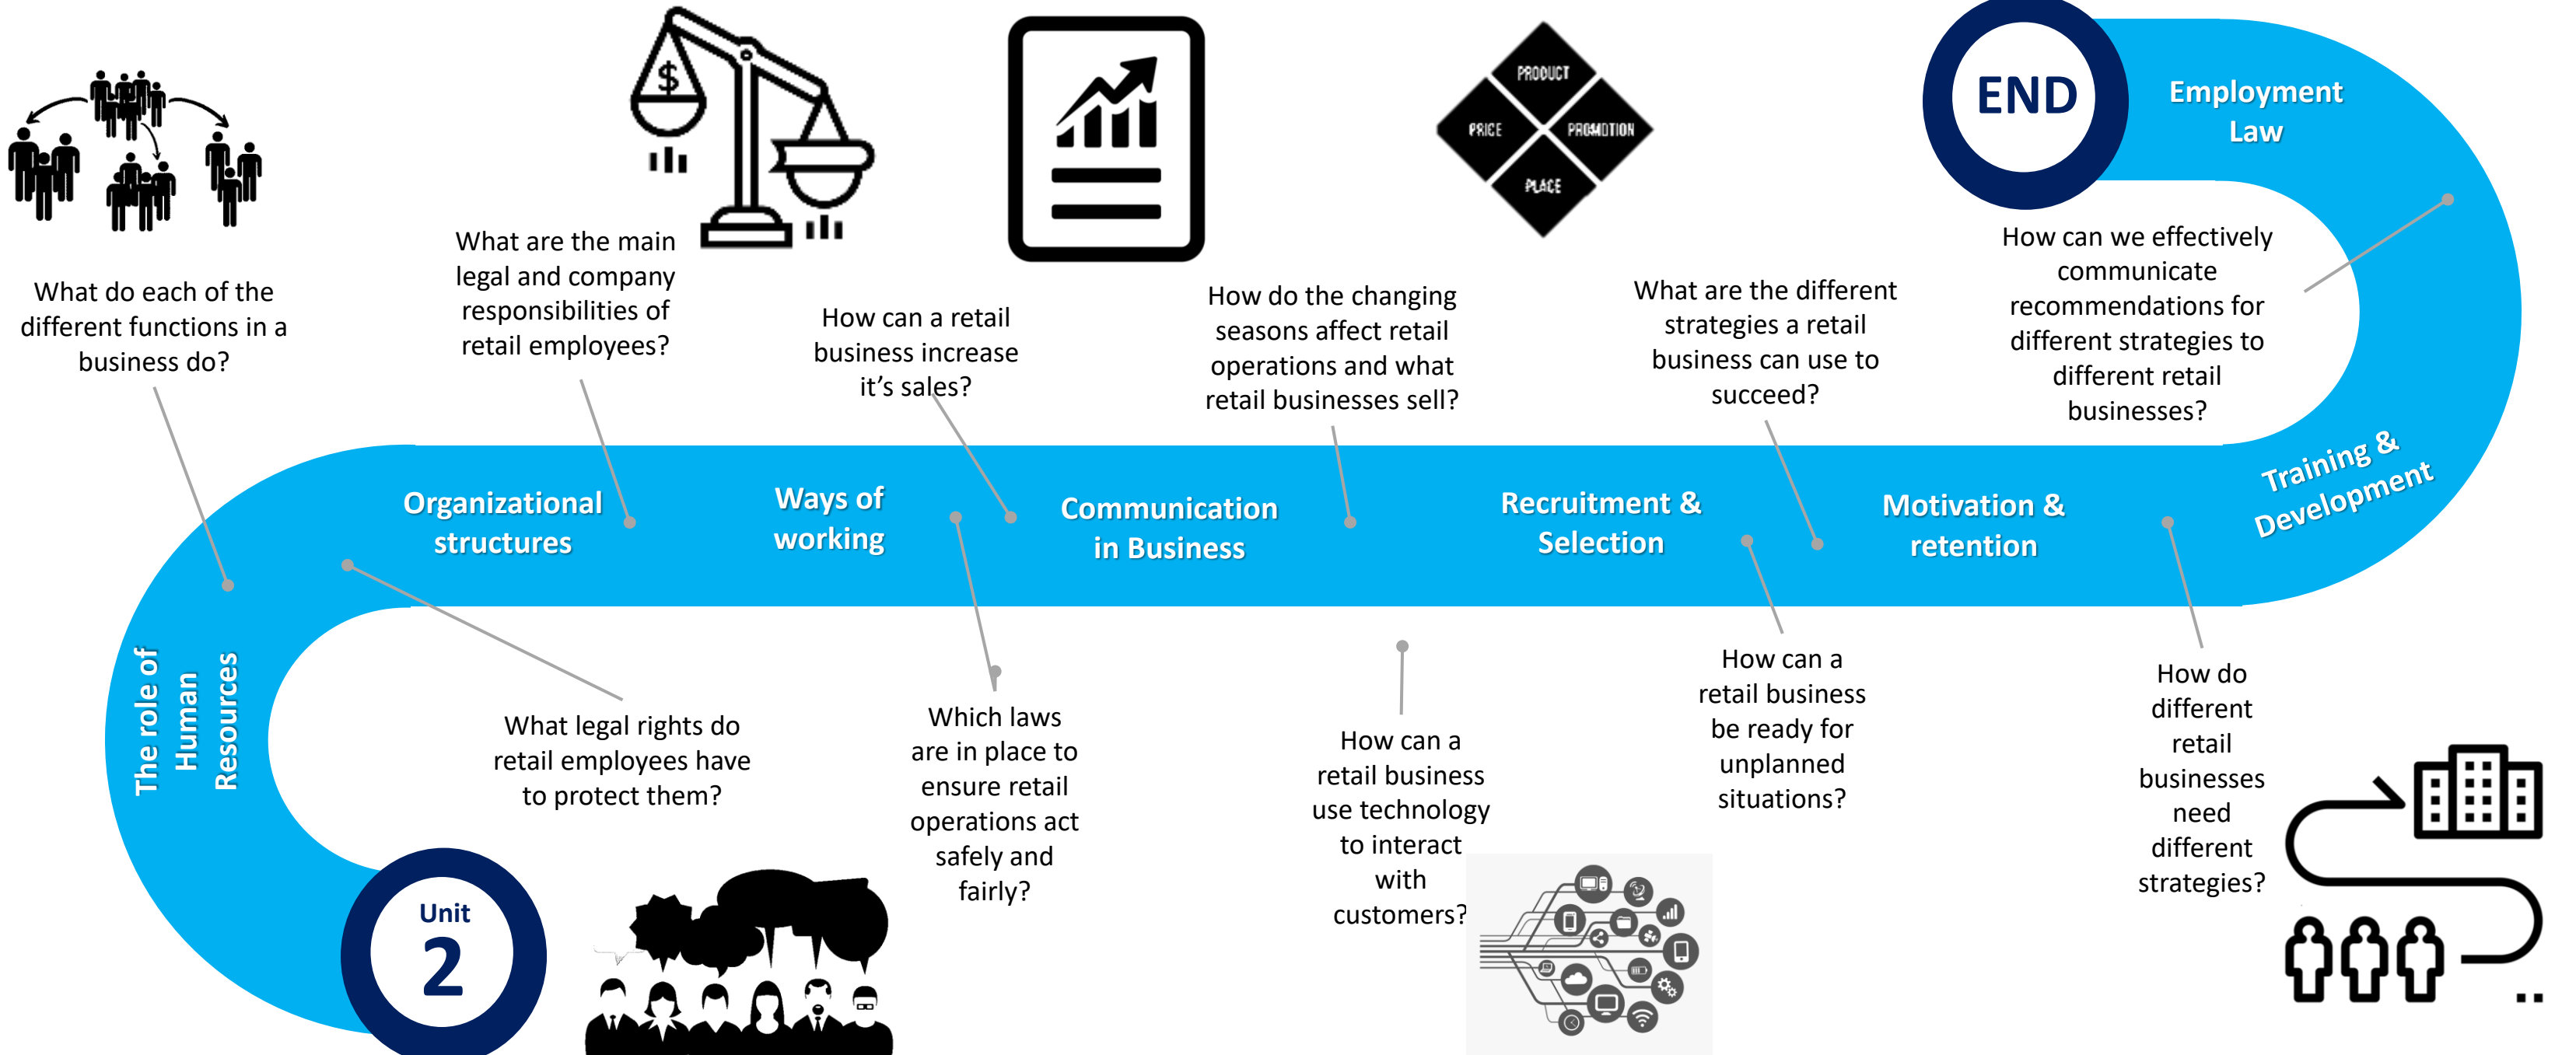 What do each of the
different functions in a
business do?
What are the main
legal and company
responsibilities of
retail employees?
$
How can a retail
business increase
it’s sales?
How do the changing
seasons affect retail
operations and what
retail businesses sell?
PRODUCT
PRICE
PROMOTION
PLACE
What are the different
strategies a retail
business can use to
succeed?
END
Employment
Law
How can we effectively
communicate
recommendations for
different strategies to
different retail
businesses?
Organizational
structures
Ways of
working
Communication
in Business
Recruitment &
Selection
Motivation &
retention
Training &
Development
The role of
Human
Resources
Unit
2
What legal rights do
retail employees have
to protect them?
Which laws
are in place to
ensure retail
operations act
safely and
fairly?
How can a
retail business
use technology
to interact
with
customers?
How can a
retail business
be ready for
unplanned
situations?
How do
different
retail
businesses
need
different
strategies?